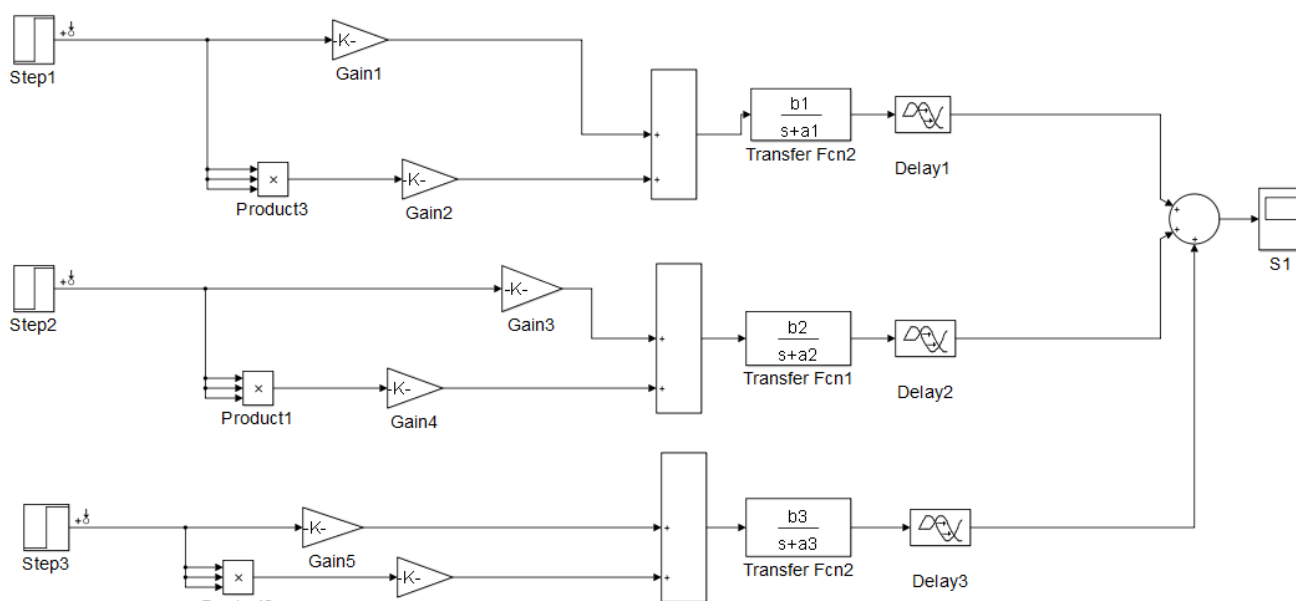 Step1
-K-
Gain1
×
Product3
-K-
Gain2
+
+
b1
s+a1
Transfer Fcn2
Delay1
Step2
-K-
Gain3
×
Product1
-K-
Gain4
+
+
b2
s+a2
Transfer Fcn1
Delay2
+
+
+
S1
Step3
-K-
Gain5
×
-K-
+
+
b3
s+a3
Transfer Fcn2
Delay3